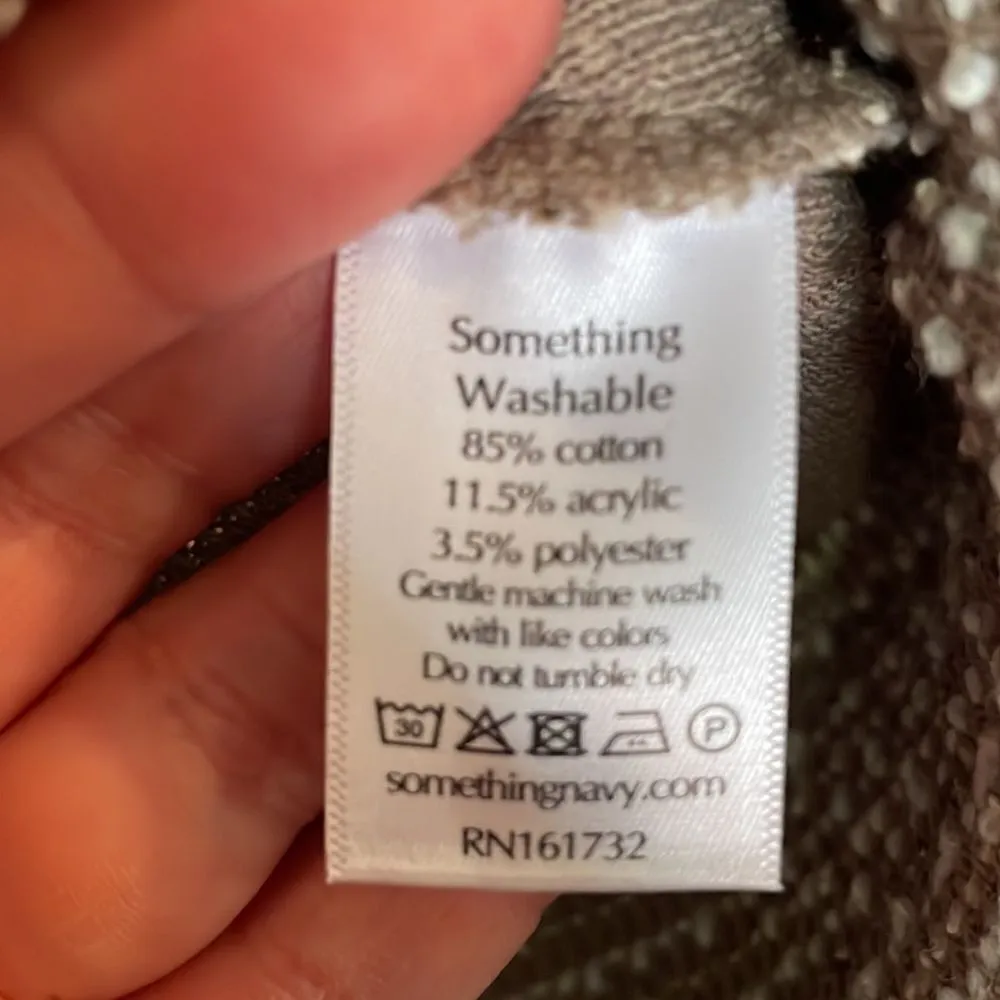 Something
Washable
85% cotton
11.5% acrylic
3.5% polyester
Gentle machine wash
with like colors
Do not tumble dry
30 P
somethingnavy.com
RN161732